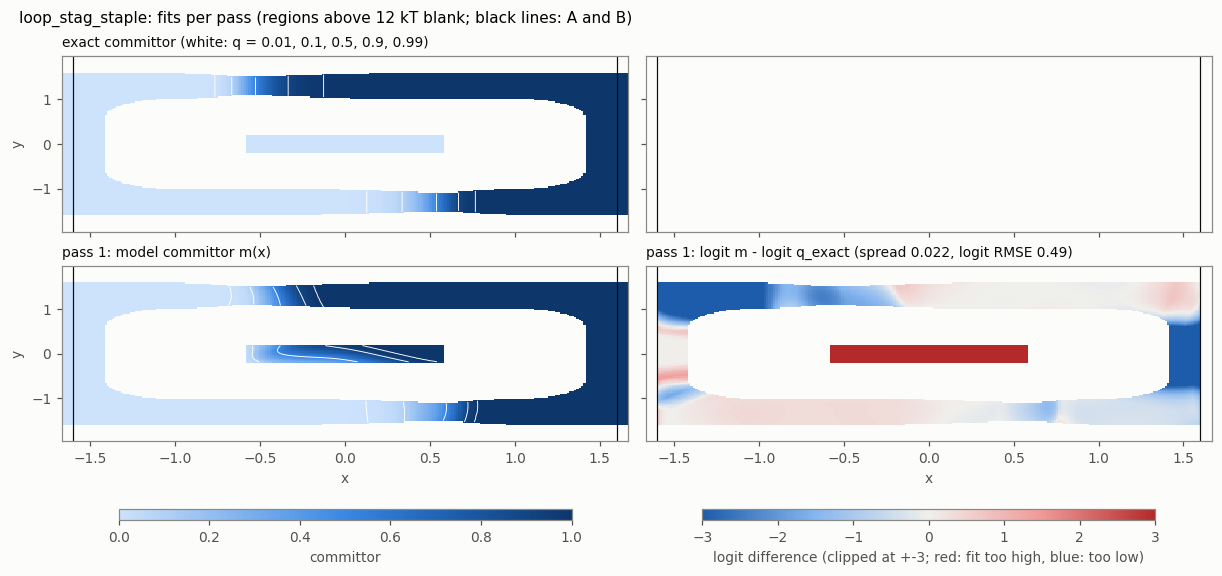 loop_stag_staple: fits per pass (regions above 12 kT blank; black lines: A and B)
exact committor (white: q = 0.01, 0.1, 0.5, 0.9, 0.99)
y
1
0
−1
pass 1: model committor m(x)
pass 1: logit m - logit q_exact (spread 0.022, logit RMSE 0.49)
y
1
0
−1
−1.5 −1.0 −0.5 0.0 0.5 1.0 1.5
−1.5 −1.0 −0.5 0.0 0.5 1.0 1.5
x
x
0.0 0.2 0.4 0.6 0.8 1.0
−3 −2 −1 0 1 2 3
committor
logit difference (clipped at +-3; red: fit too high, blue: too low)